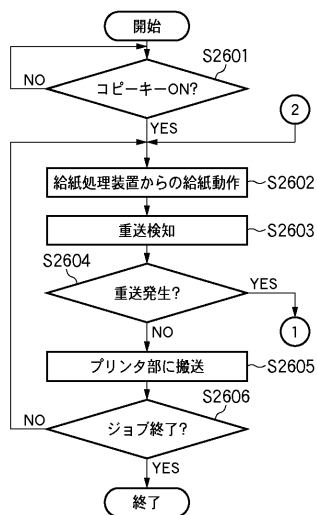 開始
S2601
コピーキーON?
NO
YES
2
給紙処理装置からの給紙動作
S2602
重送検知
S2603
S2604
重送発生?
YES
1
NO
プリンタ部に搬送
S2605
S2606
ジョブ終了?
NO
YES
終了